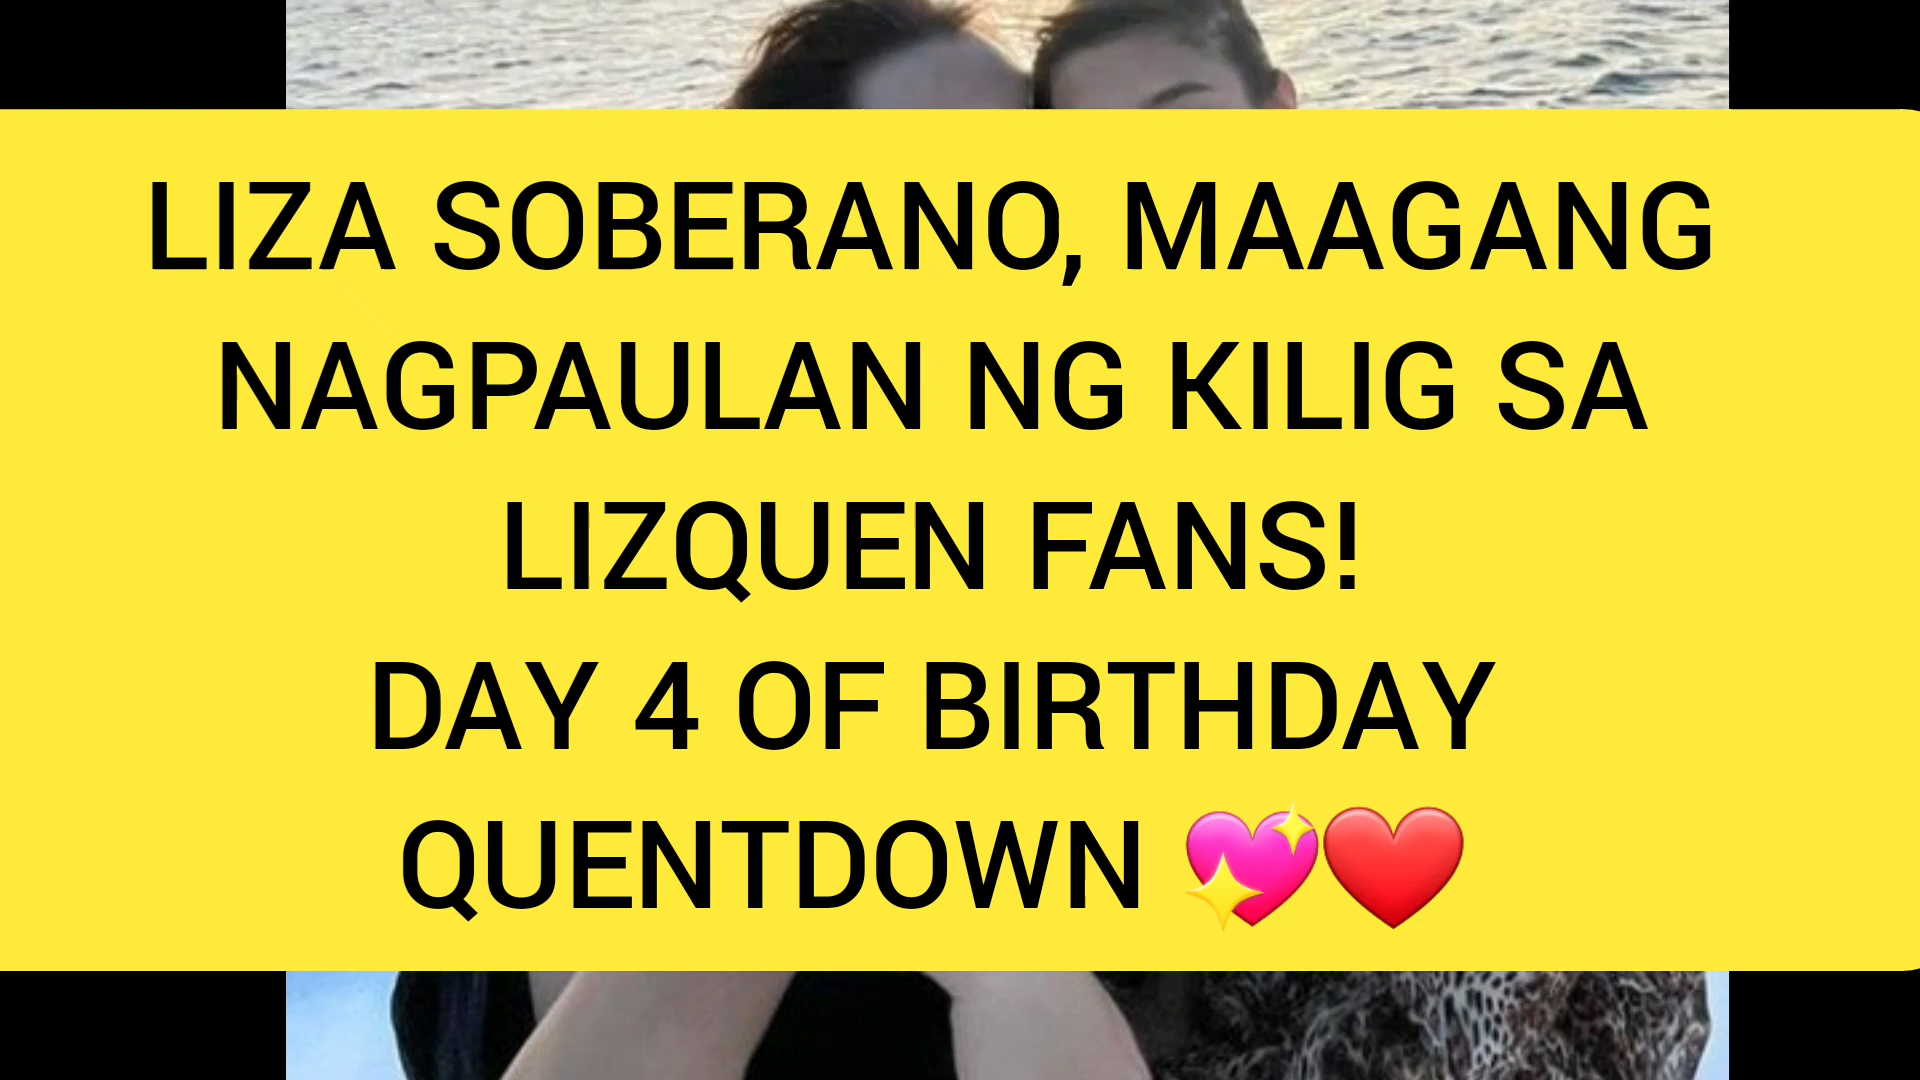 LIZA SOBERANO, MAAGANG
NAGPAULAN NG KILIG SA
LIZQUEN FANS!
DAY 4 OF BIRTHDAY
QUENTDOWN 💖❤️